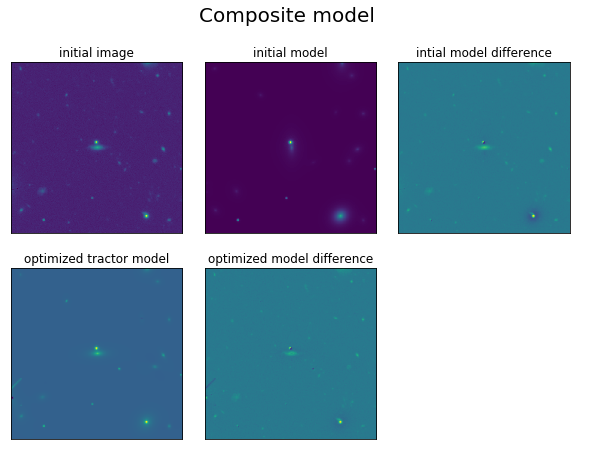 Composite model
initial image
initial model
intial model difference
optimized tractor model
optimized model difference